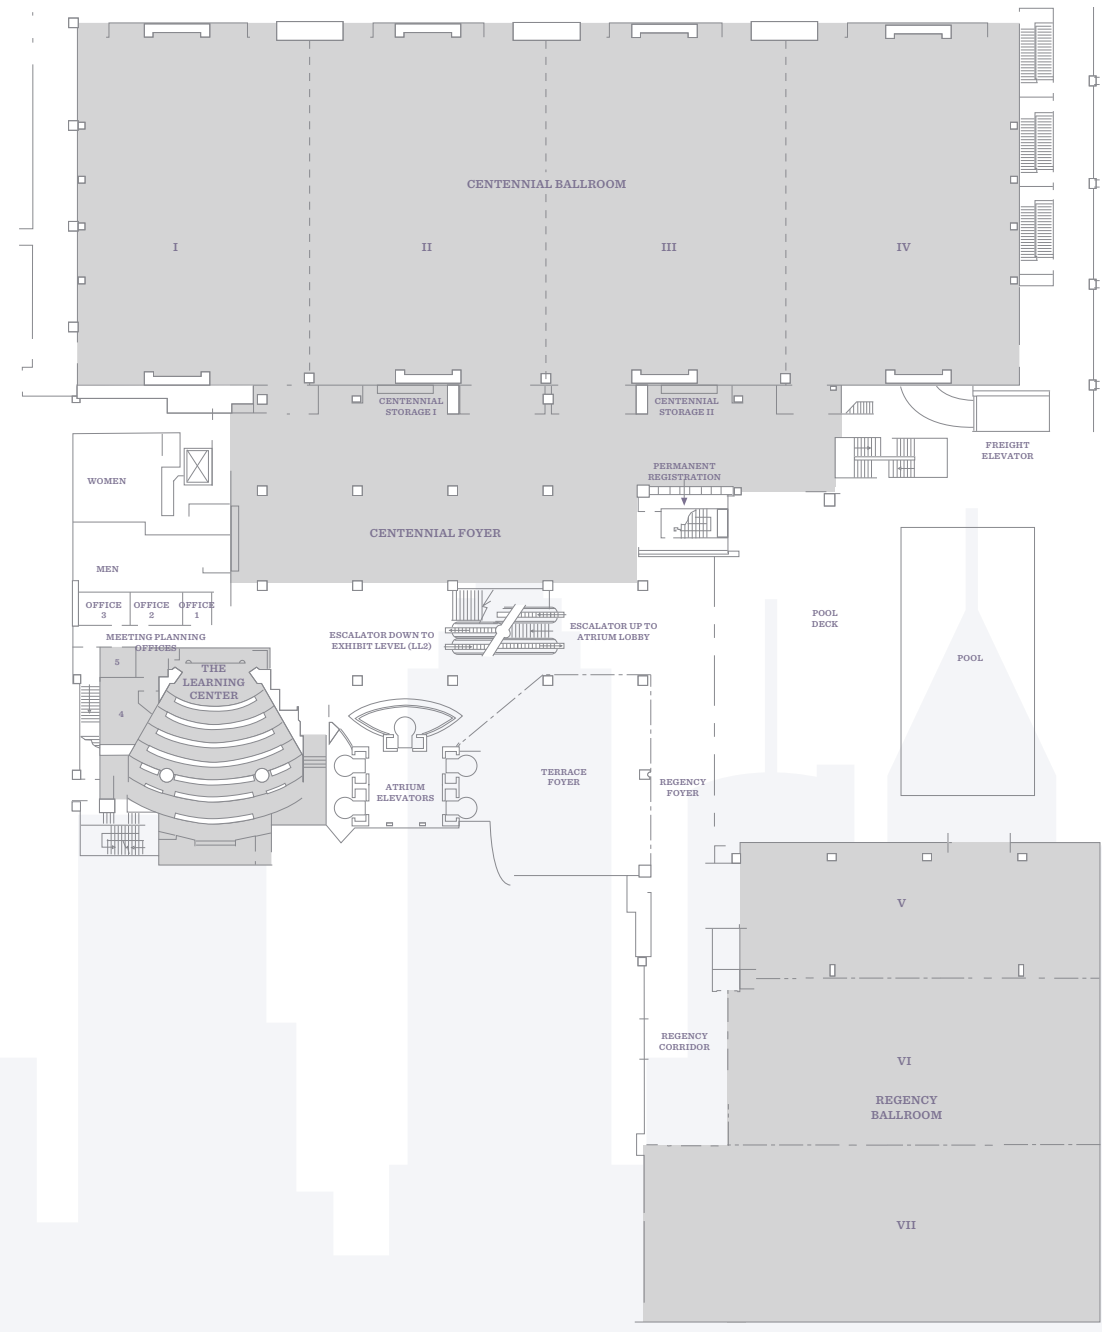 CENTENNIAL BALLROOM
I
II
III
IV
CENTENNIAL
STORAGE I
CENTENNIAL
STORAGE II
FREIGHT
ELEVATOR
PERMANENT
REGISTRATION
WOMEN
CENTENNIAL FOYER
MEN
OFFICE
3
OFFICE
2
OFFICE
1
MEETING PLANNING
OFFICES
ESCALATOR DOWN TO
EXHIBIT LEVEL (LL2)
ESCALATOR UP TO
ATRIUM LOBBY
POOL
DECK
POOL
5
4
THE
LEARNING
CENTER
ATRIUM
ELEVATORS
TERRACE
FOYER
REGENCY
FOYER
V
REGENCY
CORRIDOR
VI
REGENCY
BALLROOM
VII